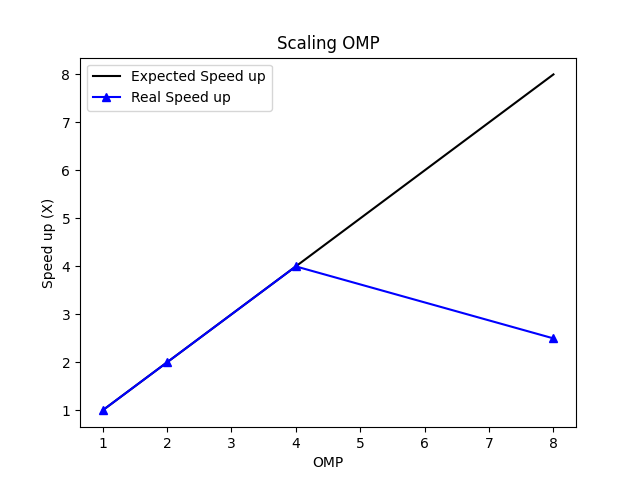 Scaling OMP
Expected Speed up
Real Speed up
8
7
6
5
4
3
2
1
Speed up (X)
1 2 3 4 5 6 7 8
OMP